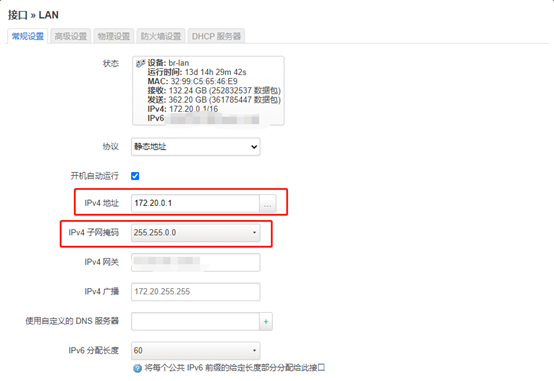 接口 » LAN
常规设置 高级设置 物理设置 防火墙设置 DHCP 服务器
状态
设备: br-lan
运行时间: 13d 14h 29m 42s
MAC: 32:99:C5:65:46:E9
接收: 132.24 GB (252832537 数据包)
发送: 362.20 GB (361785447 数据包)
IPv4: 172.20.0.1/16
IPv6
协议 静态地址
开机自动运行
IPv4 地址 172.20.0.1 ...
IPv4 子网掩码 255.255.0.0
IPv4 网关
IPv4 广播 172.20.255.255
使用自定义的 DNS 服务器 +
IPv6 分配长度 60
将每个公共 IPv6 前缀的给定长度部分分配给此接口